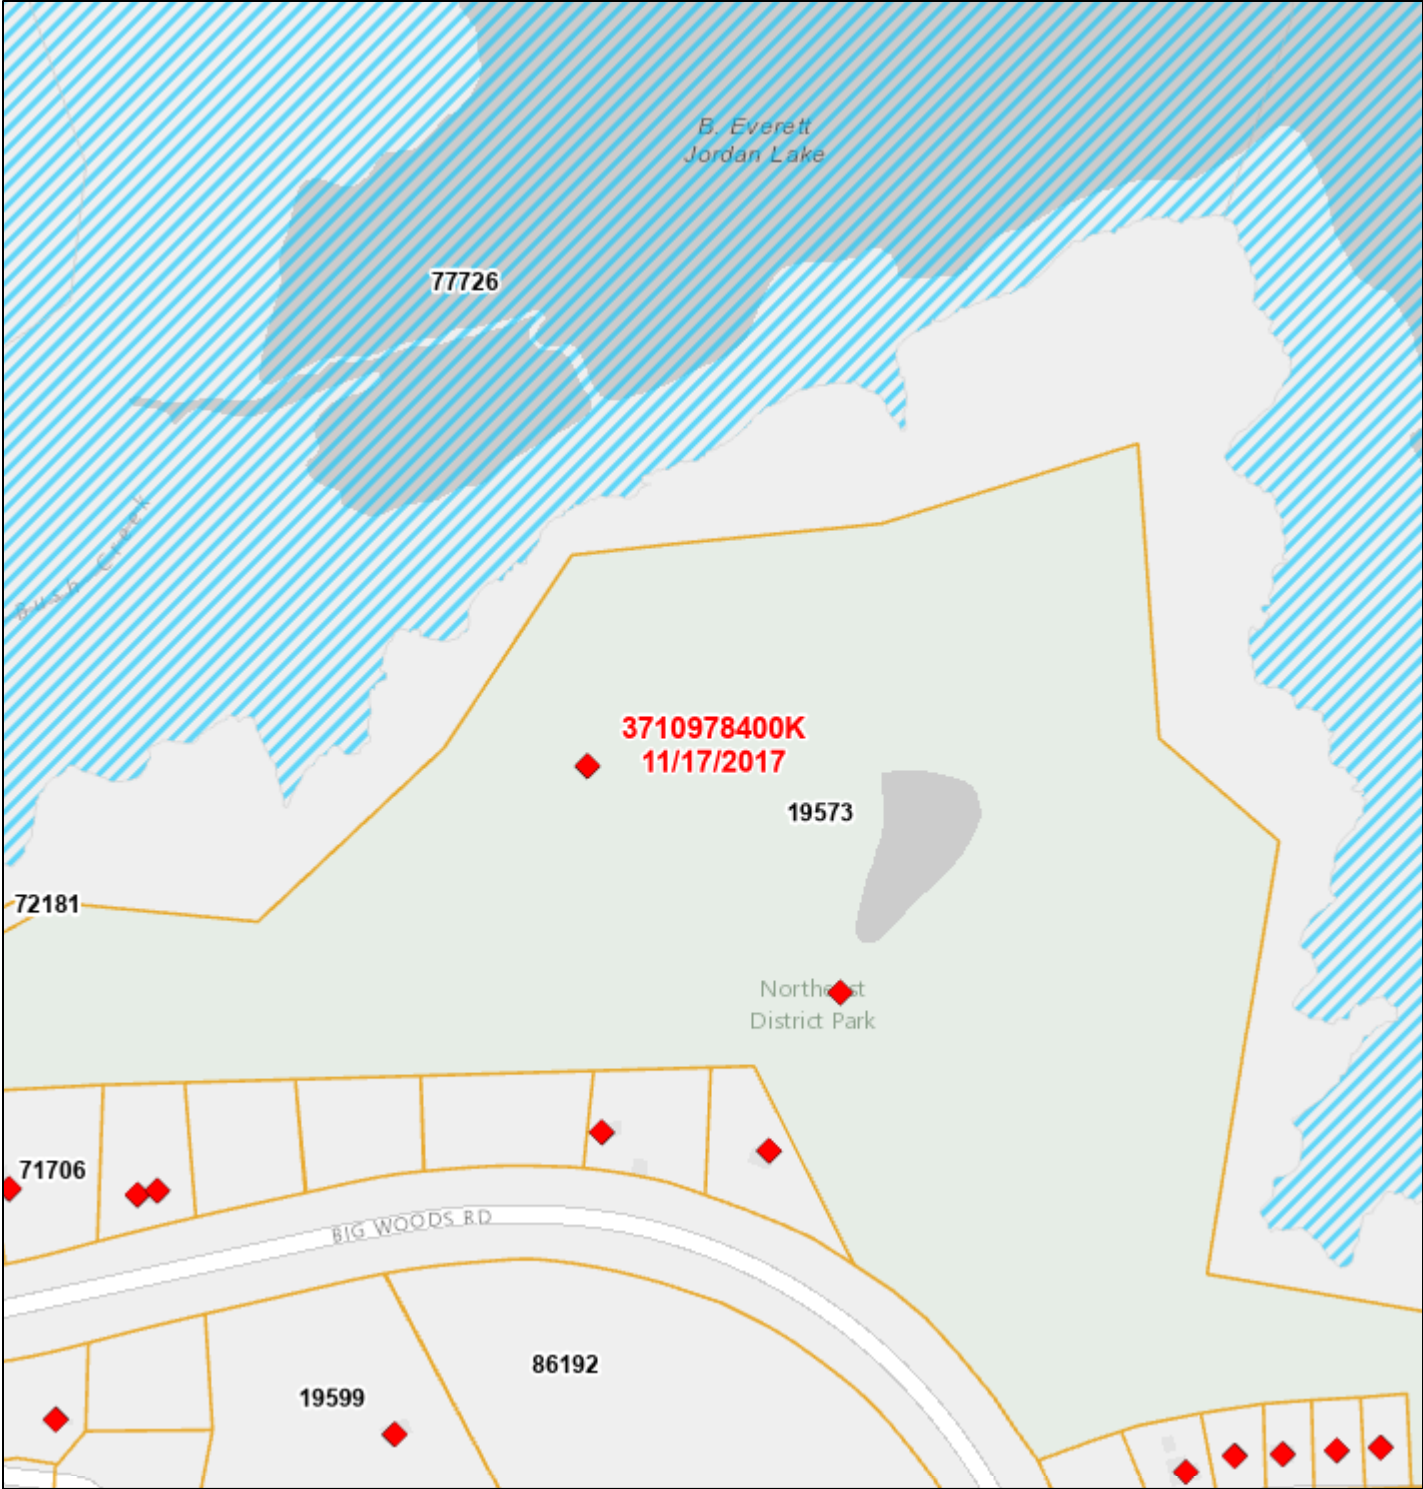 B. Everett
Jordan Lake
77726
Bush Creek
3710978400K
11/17/2017
19573
72181
Northeast
District Park
71706
BIG WOODS RD
86192
19599